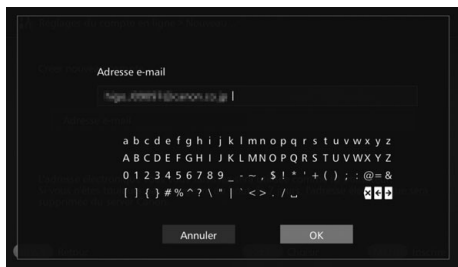 Adresse e-mail
a b c d e f g h i j k l m n o p q r s t u v w x y z
A B C D E F G H I J K L M N O P Q R S T U V W X Y Z
0 1 2 3 4 5 6 7 8 9 _ - ~ , $ ! * ' + ( ) ; : @ = &
[ ] { } # % ^ ? \ " | ` < > . / ␣ × ← →
Annuler OK